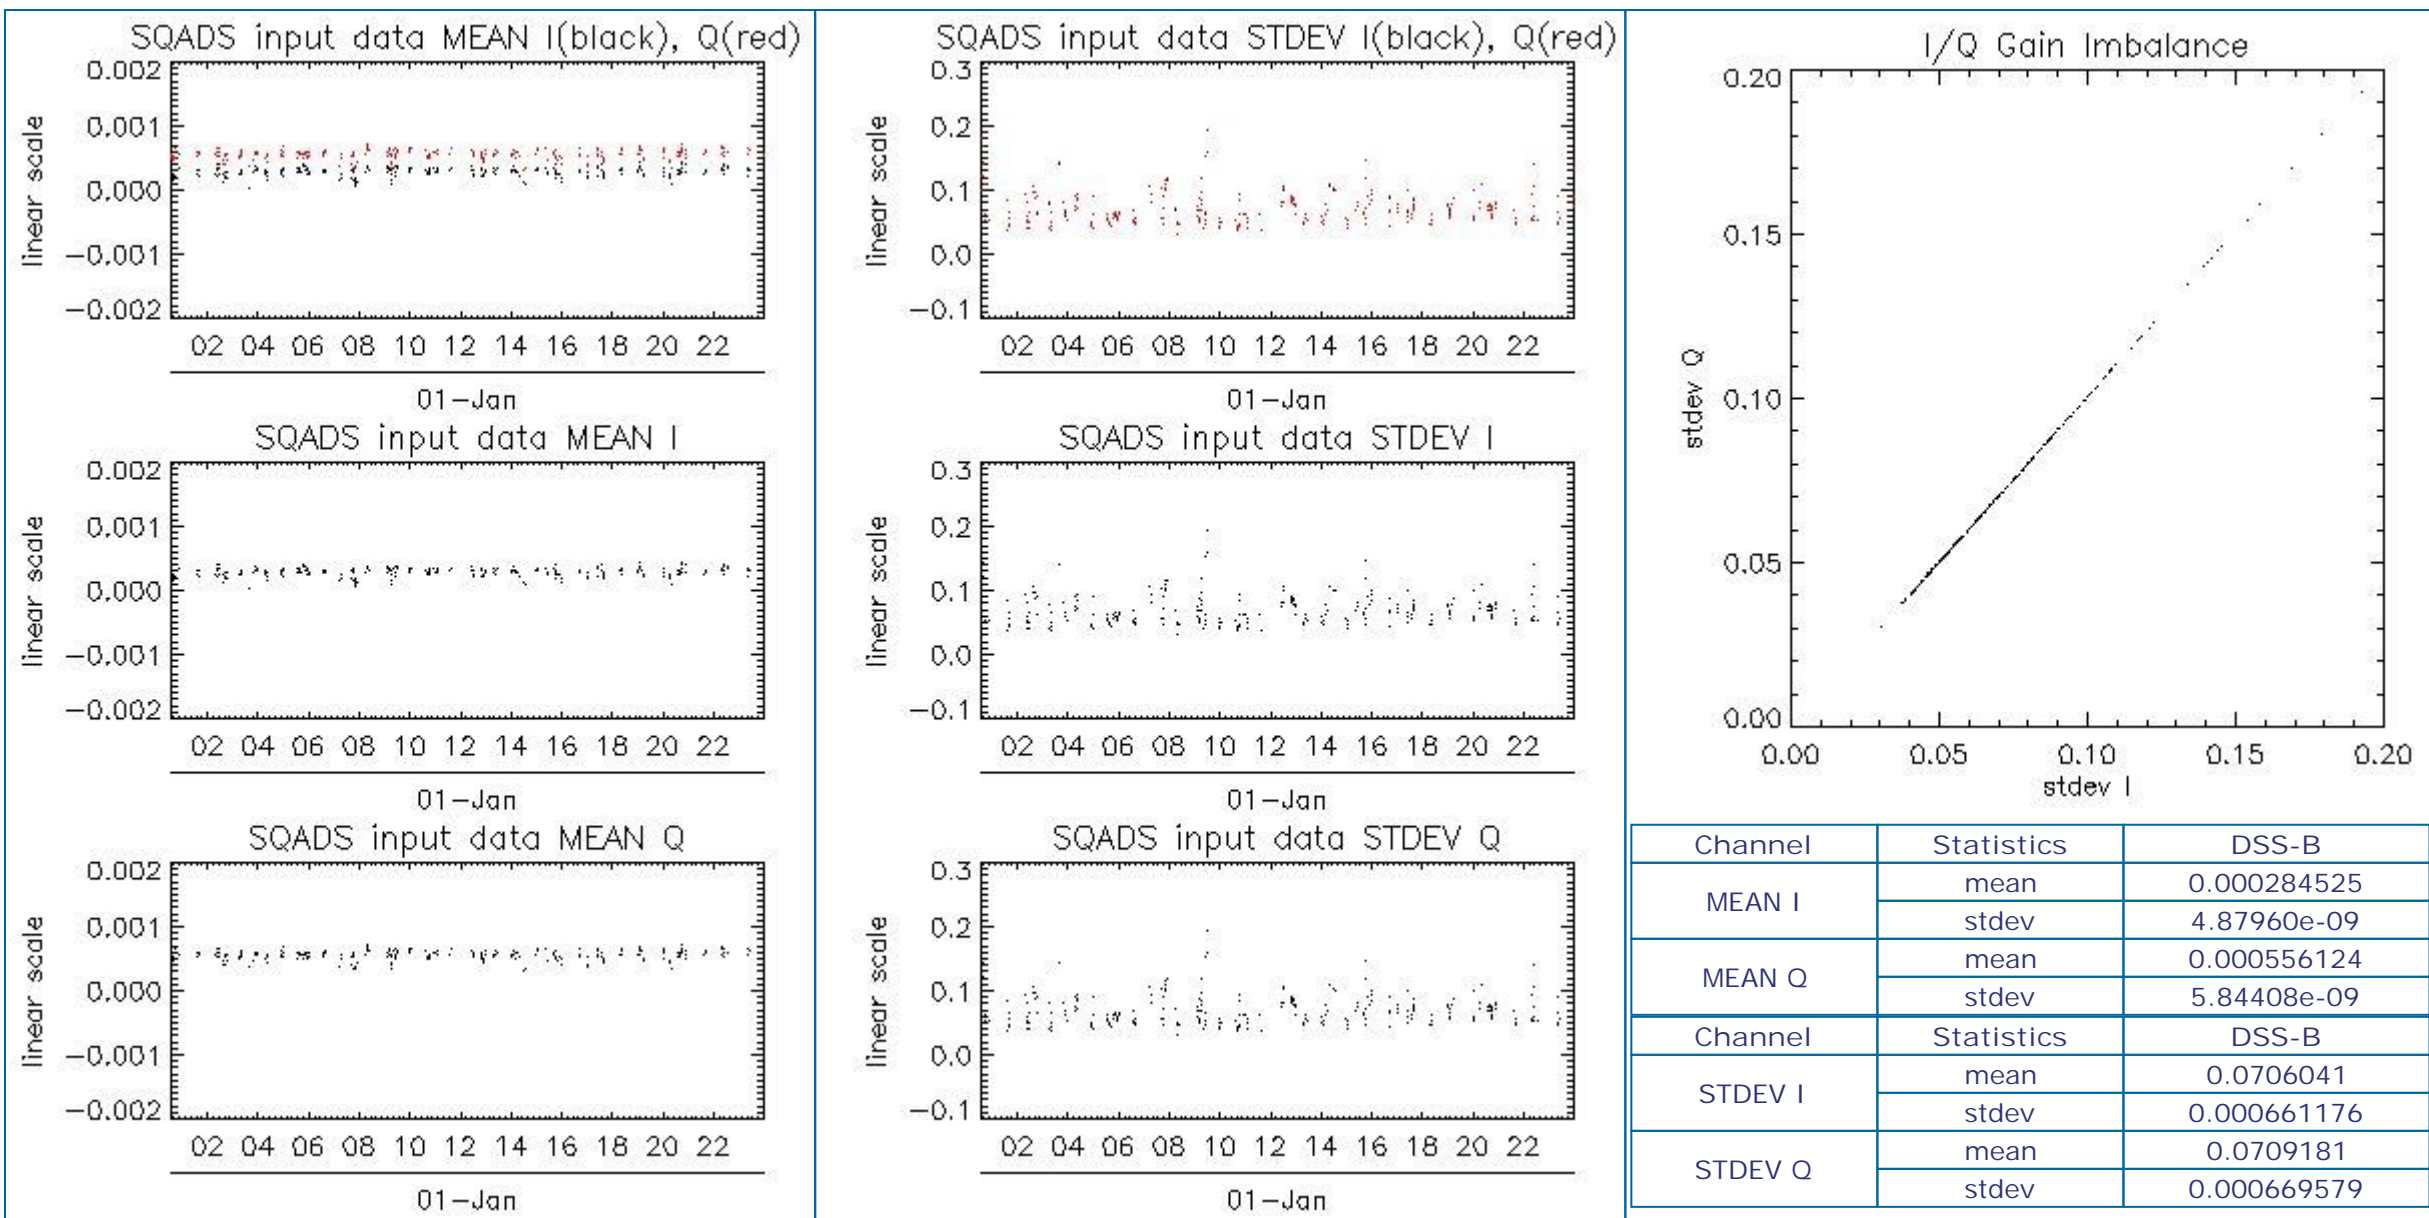 SQADS input data MEAN I(black), Q(red)
linear scale
0.002
0.001
0.000
−0.001
−0.002
02 04 06 08 10 12 14 16 18 20 22
01−Jan
SQADS input data MEAN I
linear scale
0.002
0.001
0.000
−0.001
−0.002
02 04 06 08 10 12 14 16 18 20 22
01−Jan
SQADS input data MEAN Q
linear scale
0.002
0.001
0.000
−0.001
−0.002
02 04 06 08 10 12 14 16 18 20 22
01−Jan
SQADS input data STDEV I(black), Q(red)
linear scale
0.3
0.2
0.1
0.0
−0.1
02 04 06 08 10 12 14 16 18 20 22
01−Jan
SQADS input data STDEV I
linear scale
0.3
0.2
0.1
0.0
−0.1
02 04 06 08 10 12 14 16 18 20 22
01−Jan
SQADS input data STDEV Q
linear scale
0.3
0.2
0.1
0.0
−0.1
02 04 06 08 10 12 14 16 18 20 22
01−Jan
I/Q Gain Imbalance
stdev Q
0.20
0.15
0.10
0.05
0.00
0.00 0.05 0.10 0.15 0.20
stdev I
Channel Statistics DSS-B
MEAN I mean 0.000284525
stdev 4.87960e-09
MEAN Q mean 0.000556124
stdev 5.84408e-09
Channel Statistics DSS-B
STDEV I mean 0.0706041
stdev 0.000661176
STDEV Q mean 0.0709181
stdev 0.000669579